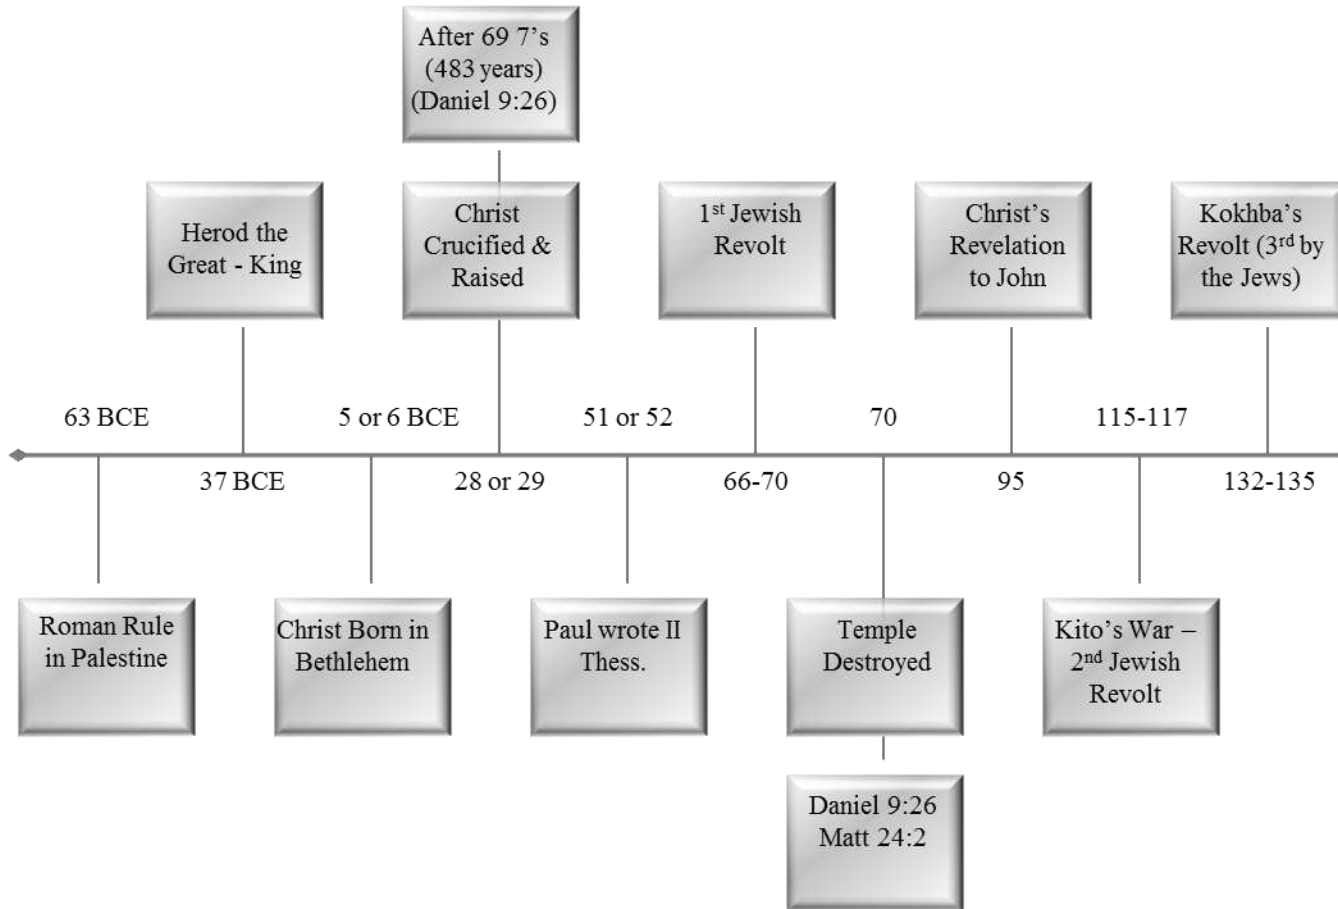 After 69 7’s
(483 years)
(Daniel 9:26)
Herod the
Great - King
Christ
Crucified &
Raised
1st Jewish
Revolt
Christ’s
Revelation
to John
Kokhba’s
Revolt (3rd by
the Jews)
63 BCE
5 or 6 BCE
51 or 52
70
115-117
37 BCE
28 or 29
66-70
95
132-135
Roman Rule
in Palestine
Christ Born in
Bethlehem
Paul wrote II
Thess.
Temple
Destroyed
Kito’s War –
2nd Jewish
Revolt
Daniel 9:26
Matt 24:2